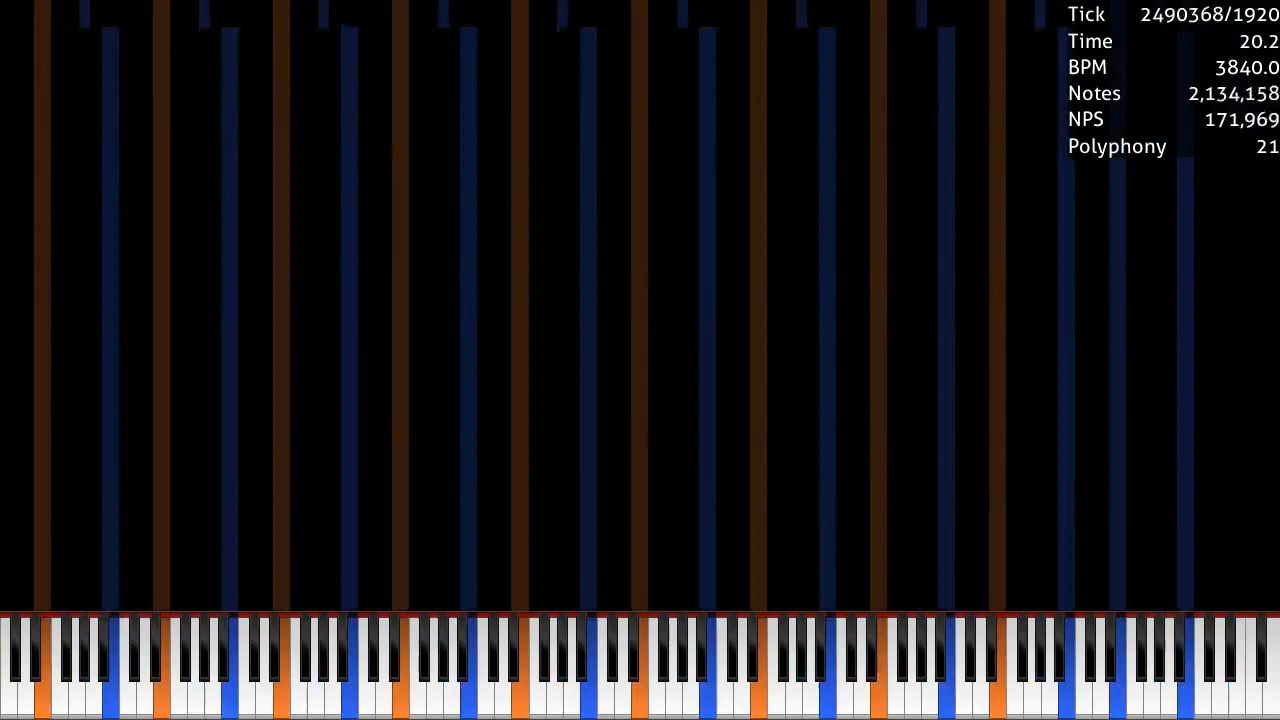 Tick 2490368/1920
Time 20.2
BPM 3840.0
Notes 2,134,158
NPS 171,969
Polyphony 21